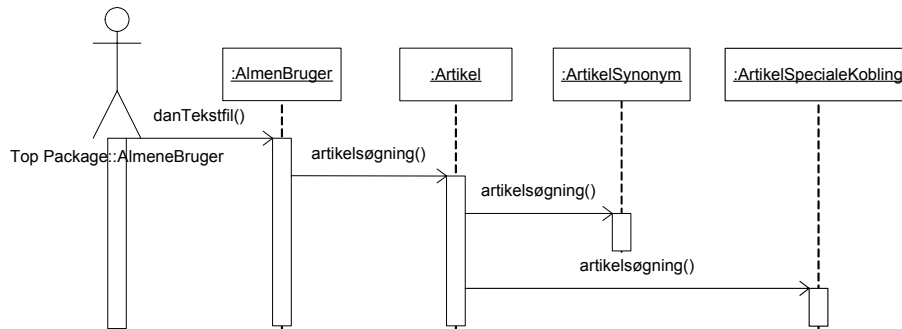 :AlmenBruger
:Artikel
:ArtikelSynonym
:ArtikelSpecialeKobling
danTekstfil()
Top Package::AlmeneBruger
artikelsøgning()
artikelsøgning()
artikelsøgning()